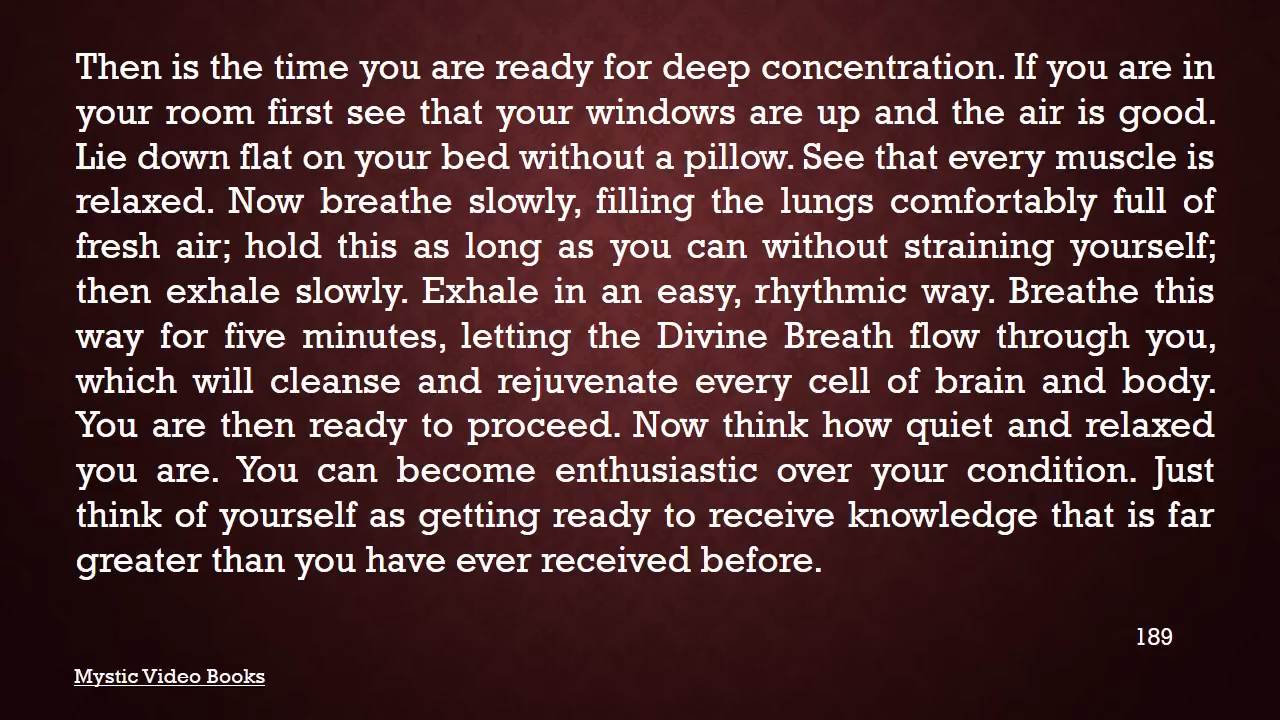 Then is the time you are ready for deep concentration. If you are in
your room first see that your windows are up and the air is good.
Lie down flat on your bed without a pillow. See that every muscle is
relaxed. Now breathe slowly, filling the lungs comfortably full of
fresh air; hold this as long as you can without straining yourself;
then exhale slowly. Exhale in an easy, rhythmic way. Breathe this
way for five minutes, letting the Divine Breath flow through you,
which will cleanse and rejuvenate every cell of brain and body.
You are then ready to proceed. Now think how quiet and relaxed
you are. You can become enthusiastic over your condition. Just
think of yourself as getting ready to receive knowledge that is far
greater than you have ever received before.
189
Mystic Video Books